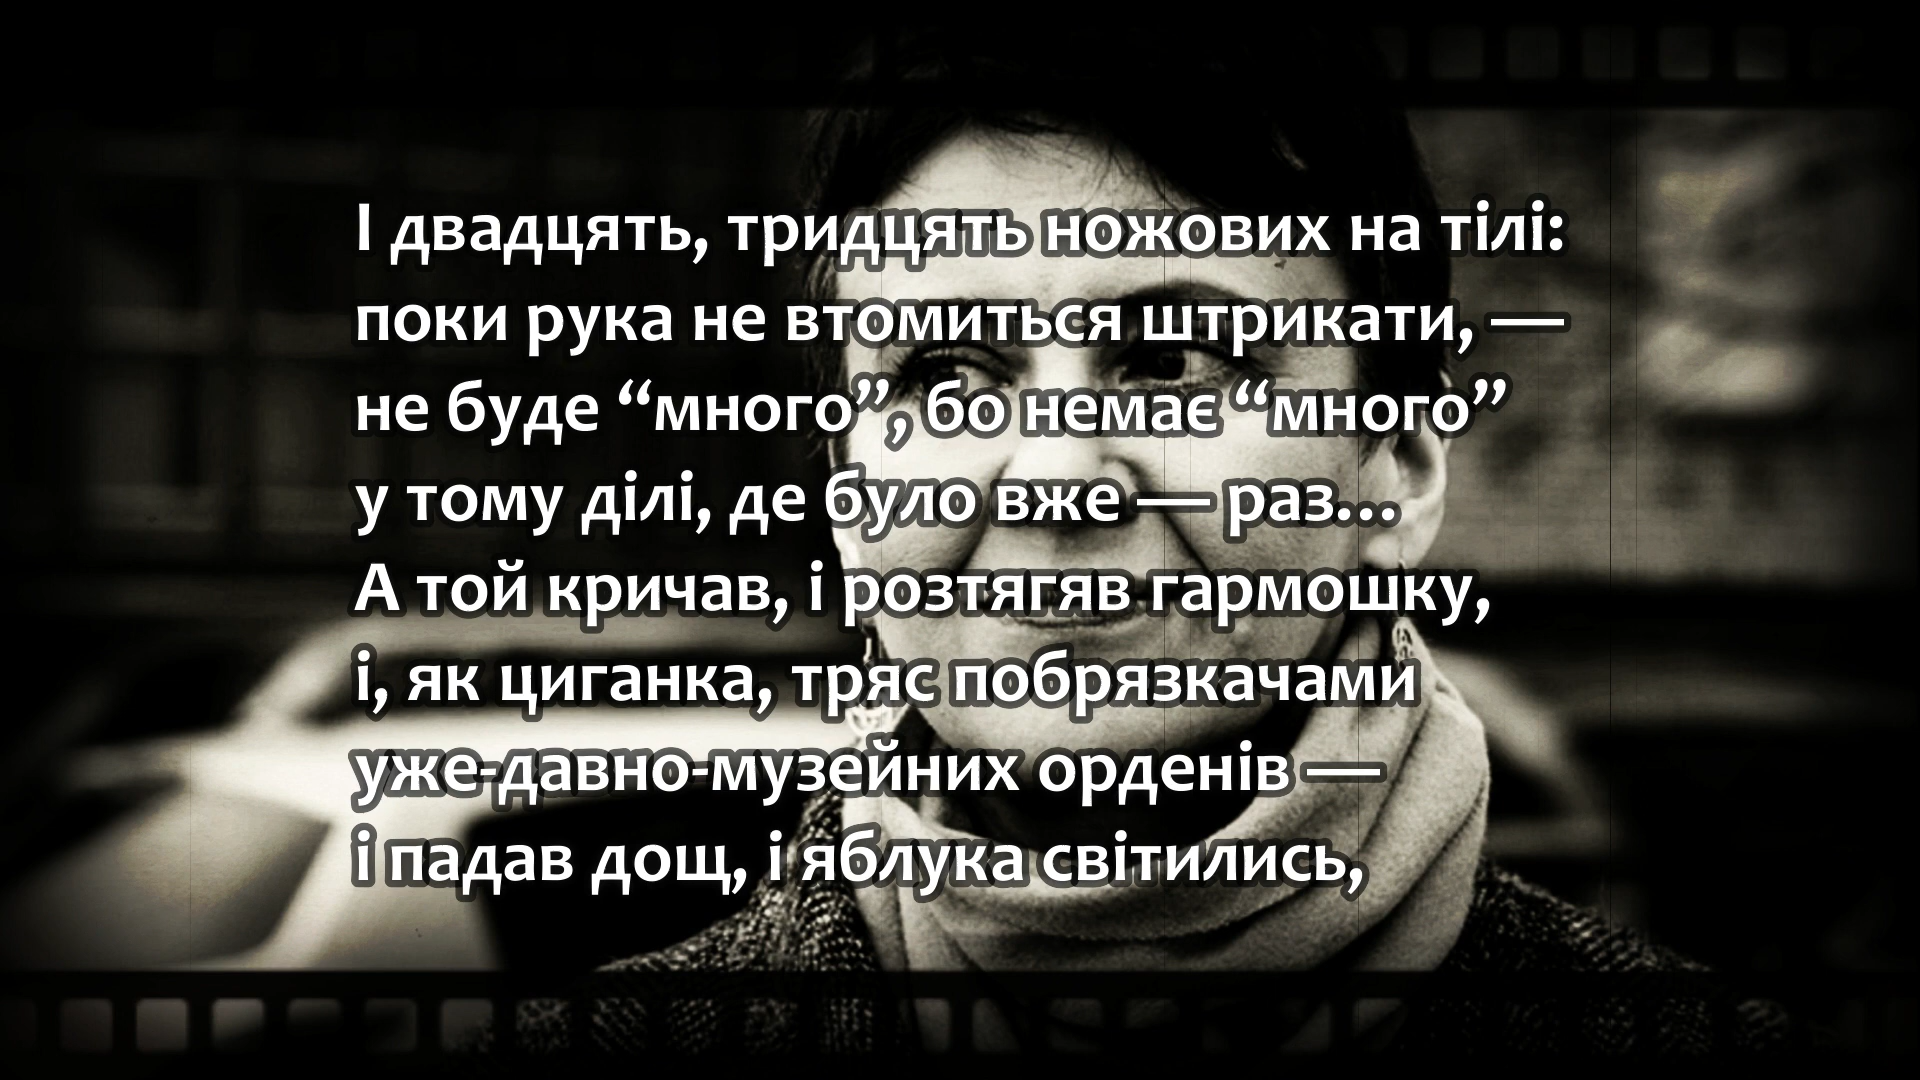 І двадцять, тридцять ножових на тілі:
поки рука не втомиться штрикати, —
не буде “много”, бо немає “много”
у тому ділі, де було вже — раз...
А той кричав, і розтягяв гармошку,
і, як циганка, тряс побрязкачами
уже-давно-музейних орденів —
і падав дощ, і яблука світились,